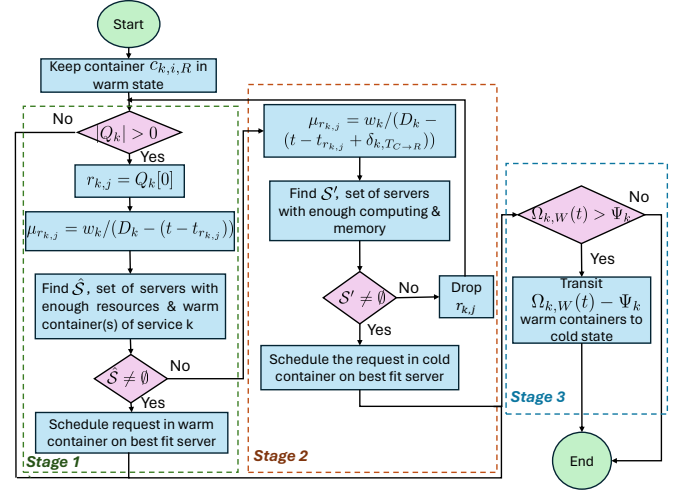 Start
Keep container c_{k,i,R} in
warm state
No
|Q_k| > 0
Yes
r_{k,j} = Q_k[0]
μ_{r_{k,j}} = w_k/(D_k − (t − t_{r_{k,j}}))
Find Ŝ, set of servers with
enough resources & warm
container(s) of service k
No
Ŝ ≠ ∅
Yes
Schedule request in warm
container on best fit server
Stage 1
μ_{r_{k,j}} = w_k/(D_k −
(t − t_{r_{k,j}} + δ_{k,T_{C→R}}))
Find S′, set of servers
with enough computing &
memory
S′ ≠ ∅
No
Drop
r_{k,j}
Yes
Schedule the request in cold
container on best fit server
Stage 2
No
Ω_{k,W}(t) > Ψ_k
Yes
Transit
Ω_{k,W}(t) − Ψ_k
warm containers to
cold state
Stage 3
End